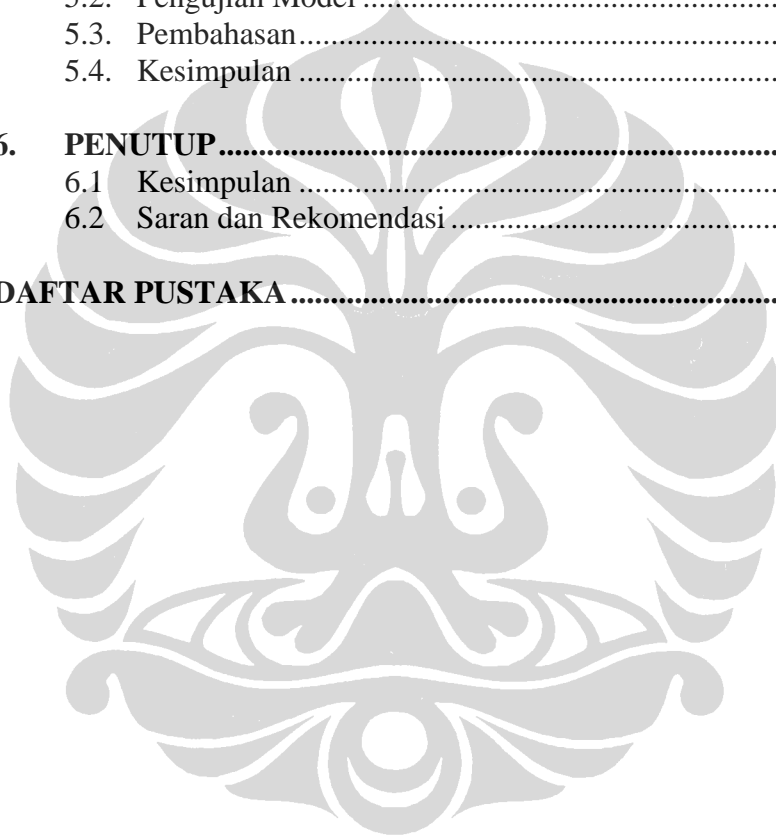 5.2. Pengujian Model ........................................................................
5.3. Pembahasan ................................................................................
5.4. Kesimpulan ................................................................................
6. PENUTUP ................................................................................
6.1 Kesimpulan ................................................................................
6.2 Saran dan Rekomendasi ........................................................
DAFTAR PUSTAKA ........................................................................